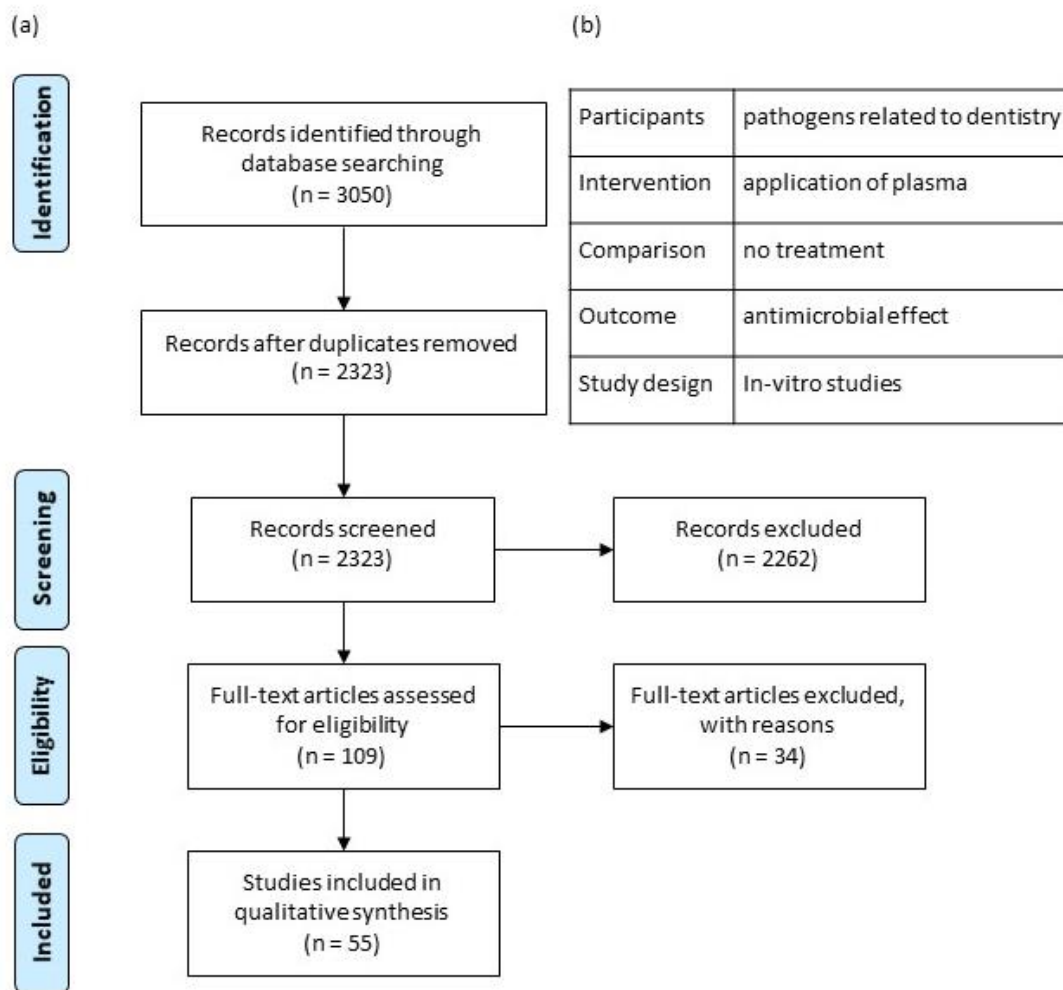 (a)
Identification
Records identified through
database searching
(n = 3050)
Records after duplicates removed
(n = 2323)
Screening
Records screened
(n = 2323)
Records excluded
(n = 2262)
Eligibility
Full-text articles assessed
for eligibility
(n = 109)
Full-text articles excluded,
with reasons
(n = 34)
Included
Studies included in
qualitative synthesis
(n = 55)
(b)
Participants pathogens related to dentistry
Intervention application of plasma
Comparison no treatment
Outcome antimicrobial effect
Study design In-vitro studies